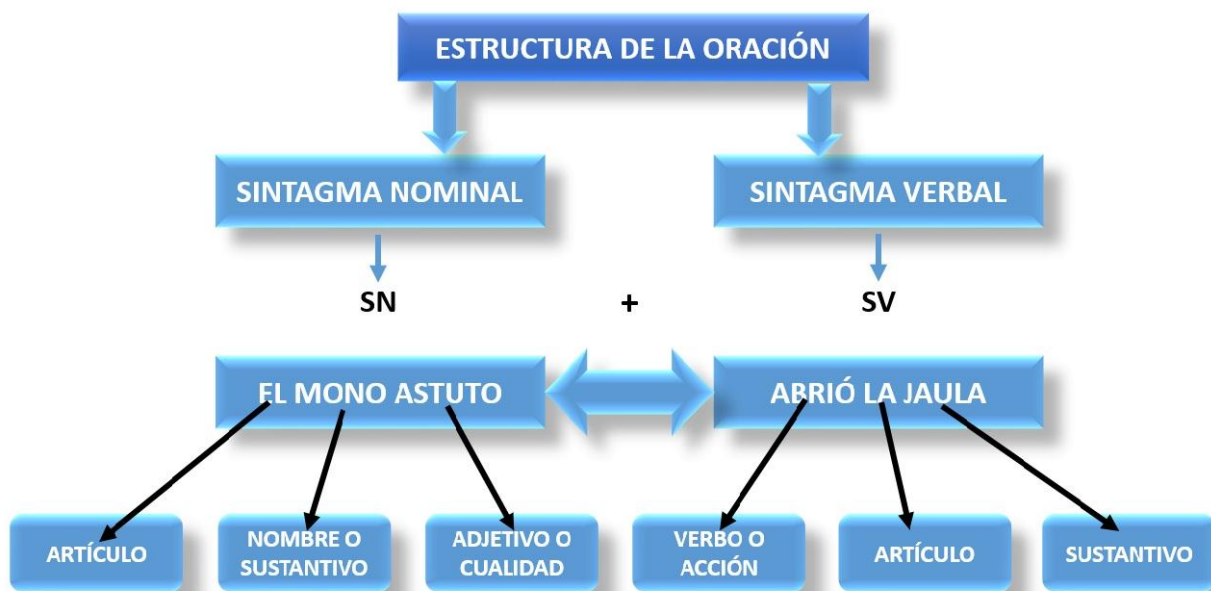 ESTRUCTURA DE LA ORACIÓN
SINTAGMA NOMINAL
SINTAGMA VERBAL
SN
+
SV
EL MONO ASTUTO
ABRIÓ LA JAULA
ARTÍCULO
NOMBRE O
SUSTANTIVO
ADJETIVO O
CUALIDAD
VERBO O
ACCIÓN
ARTÍCULO
SUSTANTIVO